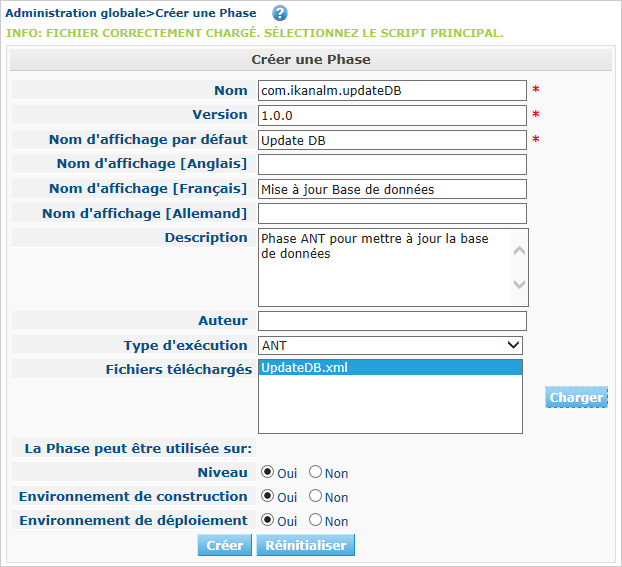 Administration globale>Créer une Phase ?
INFO: FICHIER CORRECTEMENT CHARGÉ. SÉLECTIONNEZ LE SCRIPT PRINCIPAL.
Créer une Phase
Nom com.ikanalm.updateDB *
Version 1.0.0 *
Nom d'affichage par défaut Update DB *
Nom d'affichage [Anglais]
Nom d'affichage [Français] Mise à jour Base de données
Nom d'affichage [Allemand]
Description Phase ANT pour mettre à jour la base
de données
Auteur
Type d'exécution ANT
Fichiers téléchargés UpdateDB.xml
Charger
La Phase peut être utilisée sur:
Niveau Oui Non
Environnement de construction Oui Non
Environnement de déploiement Oui Non
Créer Réinitialiser